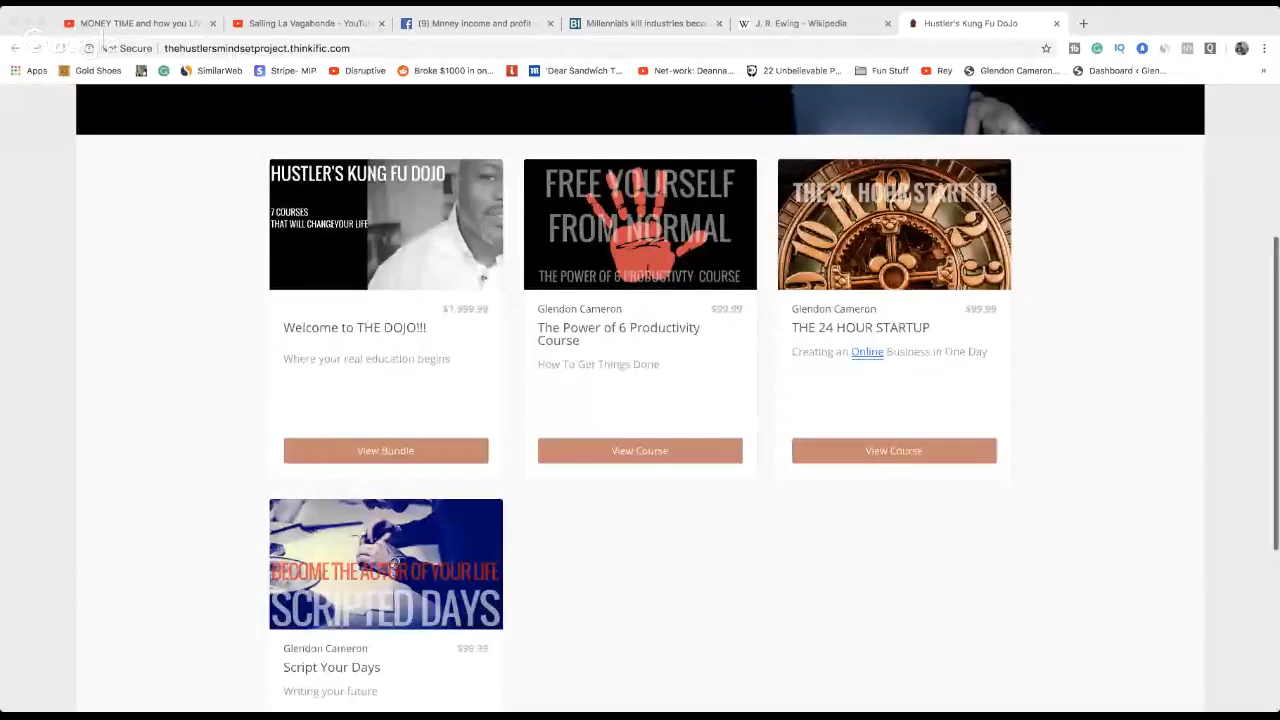 MONEY TIME and how you LIV
Sailing La Vagabonde - YouTube
(9) Money income and profit -
Millennials kill industries beca
J. R. Ewing - Wikipedia
Hustler's Kung Fu DoJo
Not Secure thehustlersmindsetproject.thinkific.com
Apps Gold Shoes SimilarWeb Stripe- MIP Disruptive Broke $1000 in on... 'Dear Sandwich T... Net-work: Deanna... 22 Unbelievable P... Fun Stuff Rey Glendon Cameron... Dashboard ‹ Glen... »
HUSTLER'S KUNG FU DOJO
7 COURSES
THAT WILL CHANGEYOUR LIFE
$1,999.99
Welcome to THE DOJO!!!
Where your real education begins
View Bundle
FREE YOURSELF
FROM NORMAL
THE POWER OF 6 PRODUCTIVTY COURSE
Glendon Cameron $99.99
The Power of 6 Productivity
Course
How To Get Things Done
View Course
THE 24 HOUR START UP
Glendon Cameron $99.99
THE 24 HOUR STARTUP
Creating an Online Business in One Day
View Course
BECOME THE AUTOR OF YOUR LIFE
SCRIPTED DAYS
Glendon Cameron $99.99
Script Your Days
Writing your future